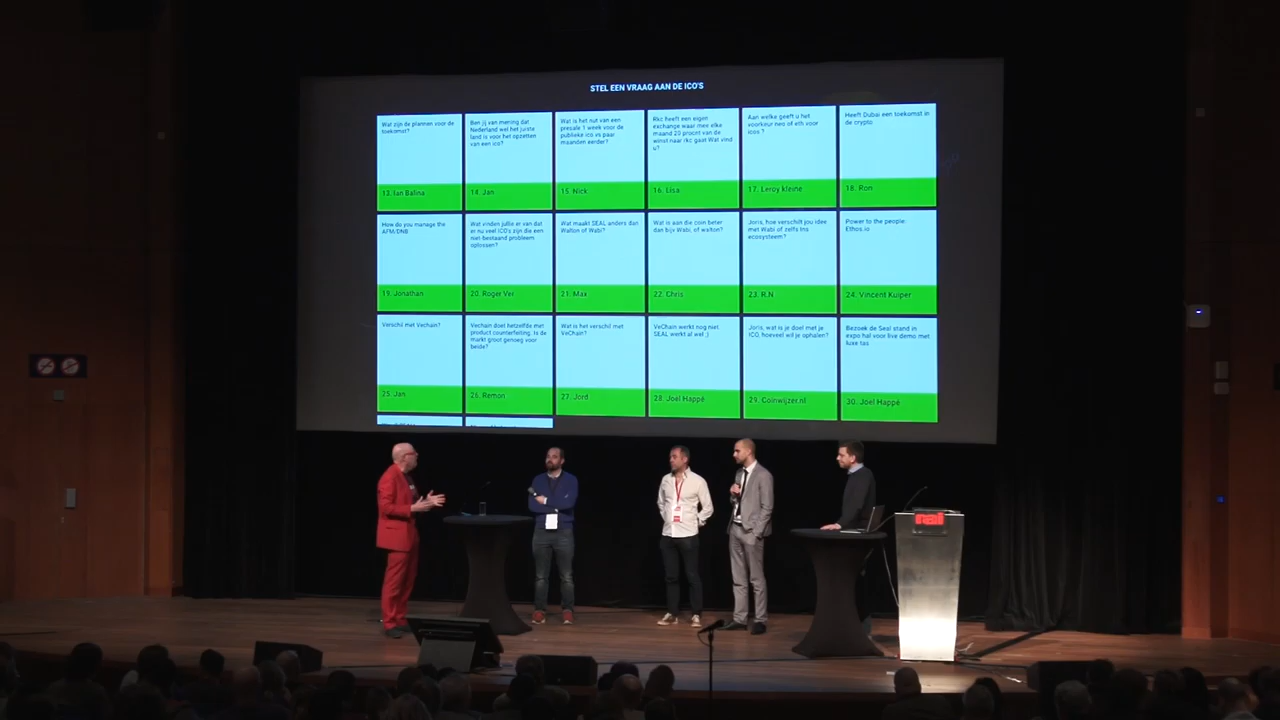 STEL EEN VRAAG AAN DE ICO'S
Wat zijn de plannen voor de
toekomst?
13. Ian Balina
Ben jij van mening dat
Nederland wel het juiste
land is voor het opzetten
van een ico?
14. Jan
Wat is het nut van een
presale 1 week voor de
publieke ico vs paar
maanden eerder?
15. Nick
Rkc heeft een eigen
exchange waar mee elke
maand 20 procnt van de
winst naar rkc gaat Wat vind
u?
16. Lisa
Aan welke geeft u het
voorkeur neo of eth voor
icos ?
17. Leroy kleine
Heeft Dubai een toekomst in
de crypto
18. Ron
How do you manage the
AFM/DNB
19. Jonathan
Wat vinden jullie er van dat
er nu veel ICO's zijn die een
niet-bestaand probleem
oplossen?
20. Roger Ver
Wat maakt SEAL anders dan
Walton of Wabi?
21. Max
Wat is aan die coin beter
dan bijv Wabi, of walton?
22. Chris
Joris, hoe verschilt jou idee
met Wabi of zelfs tns
ecosysteem?
23. R.N
Power to the people:
Ethos.io
24. Vincent Kuiper
Verschil met Vechain?
25. Jan
Vechain doet hetzelfde met
product counterfeiting. Is de
markt groot genoeg voor
beide?
26. Remon
Wat is het verschil met
VeChain?
27. Jord
VeChain werkt nog niet
SEAL werkt al wel ;)
28. Joël Happé
Joris, wat is je doel met je
ICO, hoeveel wil je ophalen?
29. Coinwijzer.nl
Bezoek de Seal stand in
expo hal voor live demo met
luxe tas
30. Joël Happé